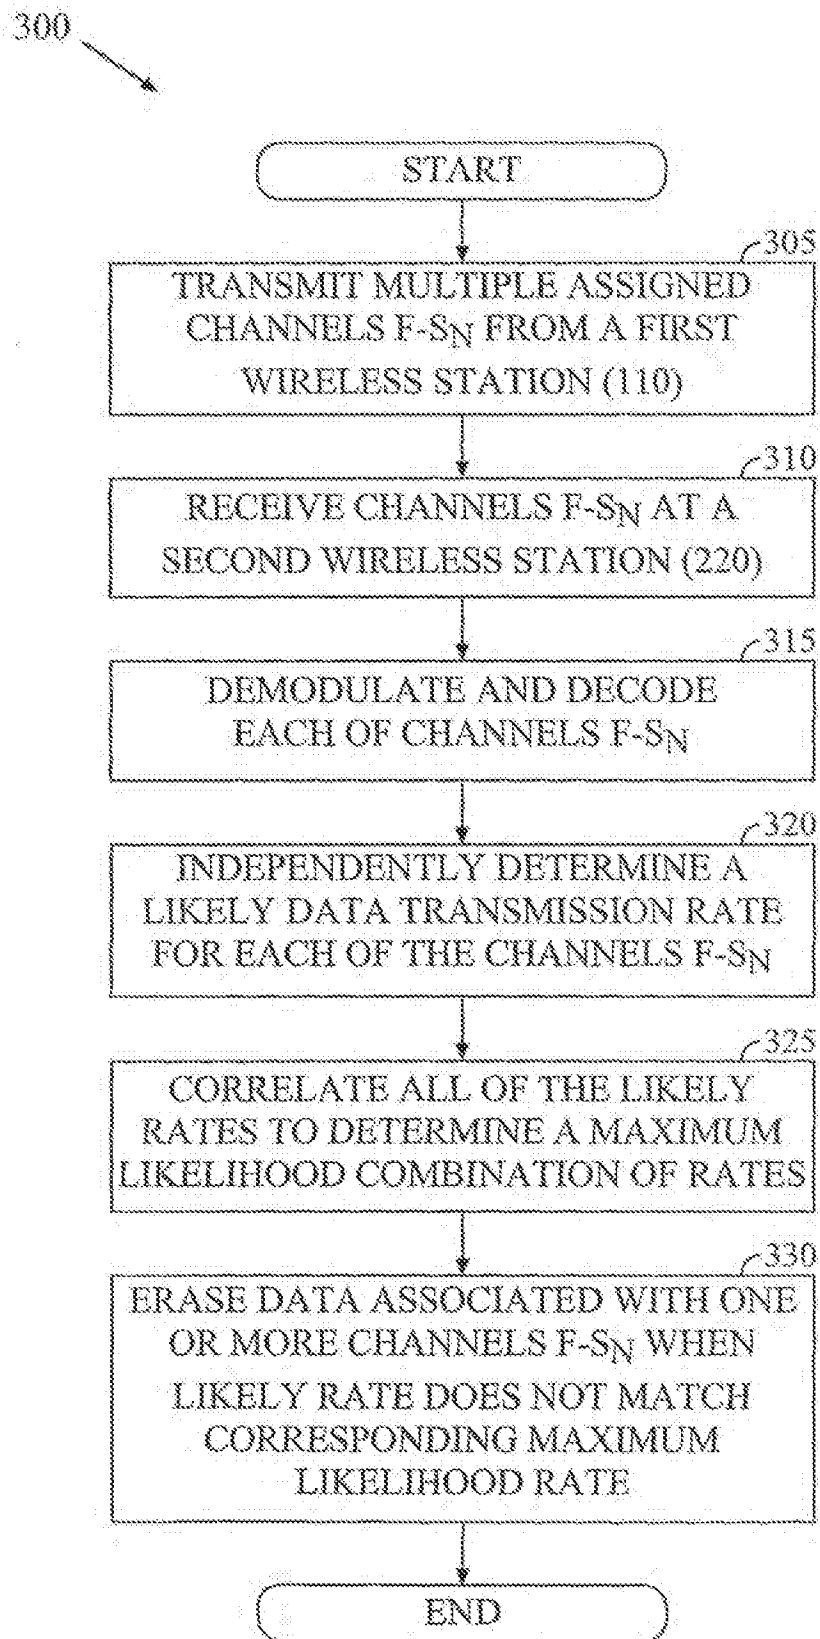 300
START
305
TRANSMIT MULTIPLE ASSIGNED
CHANNELS F-SN FROM A FIRST
WIRELESS STATION (110)
310
RECEIVE CHANNELS F-SN AT A
SECOND WIRELESS STATION (220)
315
DEMODULATE AND DECODE
EACH OF CHANNELS F-SN
320
INDEPENDENTLY DETERMINE A
LIKELY DATA TRANSMISSION RATE
FOR EACH OF THE CHANNELS F-SN
325
CORRELATE ALL OF THE LIKELY
RATES TO DETERMINE A MAXIMUM
LIKELIHOOD COMBINATION OF RATES
330
ERASE DATA ASSOCIATED WITH ONE
OR MORE CHANNELS F-SN WHEN
LIKELY RATE DOES NOT MATCH
CORRESPONDING MAXIMUM
LIKELIHOOD RATE
END